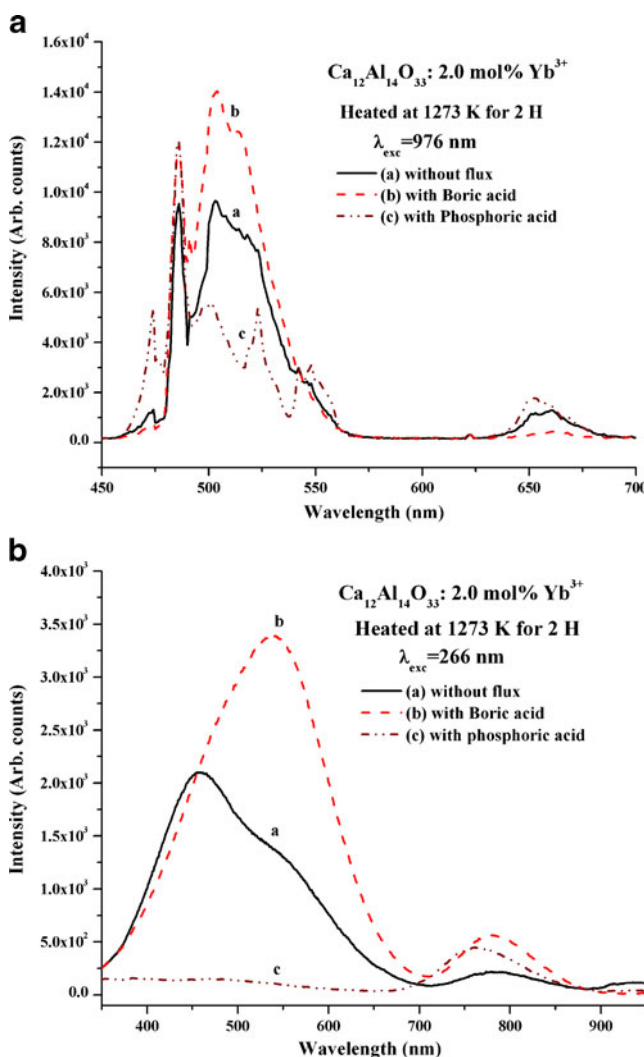 a
Ca₁₂Al₁₄O₃₃: 2.0 mol% Yb³⁺
Heated at 1273 K for 2 H
λexc=976 nm
(a) without flux
(b) with Boric acid
(c) with Phosphoric acid
b
a
c
Intensity (Arb. counts)
1.6x10⁴
1.4x10⁴
1.2x10⁴
1.0x10⁴
8.0x10³
6.0x10³
4.0x10³
2.0x10³
0.0
450 500 550 600 650 700
Wavelength (nm)
b
Ca₁₂Al₁₄O₃₃: 2.0 mol% Yb³⁺
Heated at 1273 K for 2 H
λexc=266 nm
(a) without flux
(b) with Boric acid
(c) with phosphoric acid
b
a
c
Intensity (Arb. counts)
4.0x10³
3.5x10³
3.0x10³
2.5x10³
2.0x10³
1.5x10³
1.0x10³
5.0x10²
0.0
400 500 600 700 800 900
Wavelength (nm)